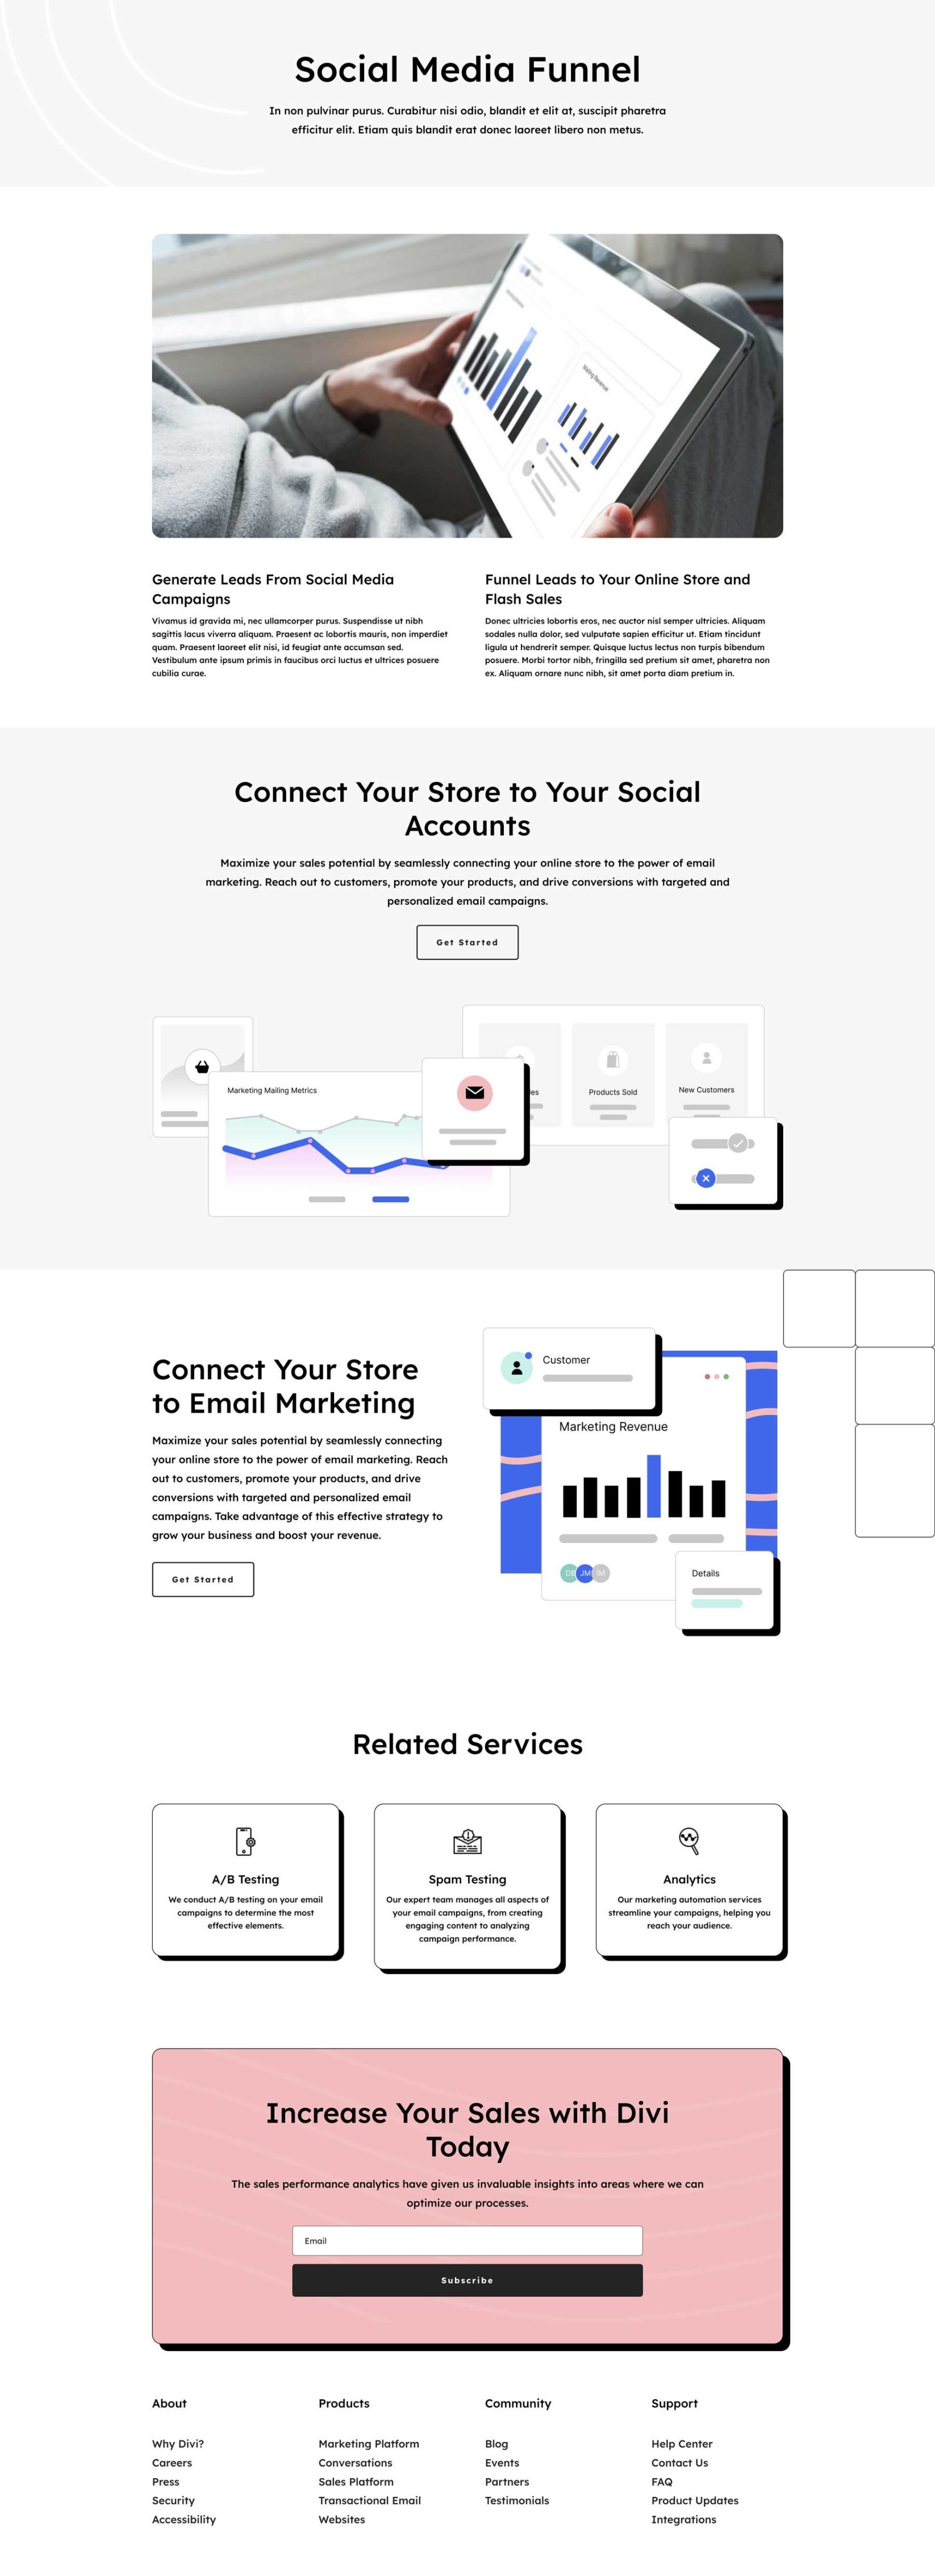 Social Media Funnel
In non pulvinar purus. Curabitur nisi odio, blandit et elit at, suscipit pharetra
efficitur elit. Etiam quis blandit erat donec laoreet libero non metus.
Mailing Revenue
Generate Leads From Social Media
Campaigns
Vivamus id gravida mi, nec ullamcorper purus. Suspendisse ut nibh
sagittis lacus viverra aliquam. Praesent ac lobortis mauris, non imperdiet
quam. Praesent laoreet elit nisi, id feugiat ante accumsan sed.
Vestibulum ante ipsum primis in faucibus orci luctus et ultrices posuere
cubilia curae.
Funnel Leads to Your Online Store and
Flash Sales
Donec ultricies lobortis eros, nec auctor nisl semper ultricies. Aliquam
sodales nulla dolor, sed vulputate sapien efficitur ut. Etiam tincidunt
ligula ut hendrerit semper. Quisque luctus lectus non turpis bibendum
posuere. Morbi tortor nibh, fringilla sed pretium sit amet, pharetra non
ex. Aliquam ornare nunc nibh, sit amet porta diam pretium in.
Connect Your Store to Your Social
Accounts
Maximize your sales potential by seamlessly connecting your online store to the power of email
marketing. Reach out to customers, promote your products, and drive conversions with targeted and
personalized email campaigns.
Get Started
Marketing Mailing Metrics
es
Products Sold
New Customers
Connect Your Store
to Email Marketing
Maximize your sales potential by seamlessly connecting
your online store to the power of email marketing. Reach
out to customers, promote your products, and drive
conversions with targeted and personalized email
campaigns. Take advantage of this effective strategy to
grow your business and boost your revenue.
Get Started
Customer
Marketing Revenue
DB JM IM
Details
Related Services
A/B Testing
We conduct A/B testing on your email
campaigns to determine the most
effective elements.
Spam Testing
Our expert team manages all aspects of
your email campaigns, from creating
engaging content to analyzing
campaign performance.
Analytics
Our marketing automation services
streamline your campaigns, helping you
reach your audience.
Increase Your Sales with Divi
Today
The sales performance analytics have given us invaluable insights into areas where we can
optimize our processes.
Email
Subscribe
About
Why Divi?
Careers
Press
Security
Accessibility
Products
Marketing Platform
Conversations
Sales Platform
Transactional Email
Websites
Community
Blog
Events
Partners
Testimonials
Support
Help Center
Contact Us
FAQ
Product Updates
Integrations